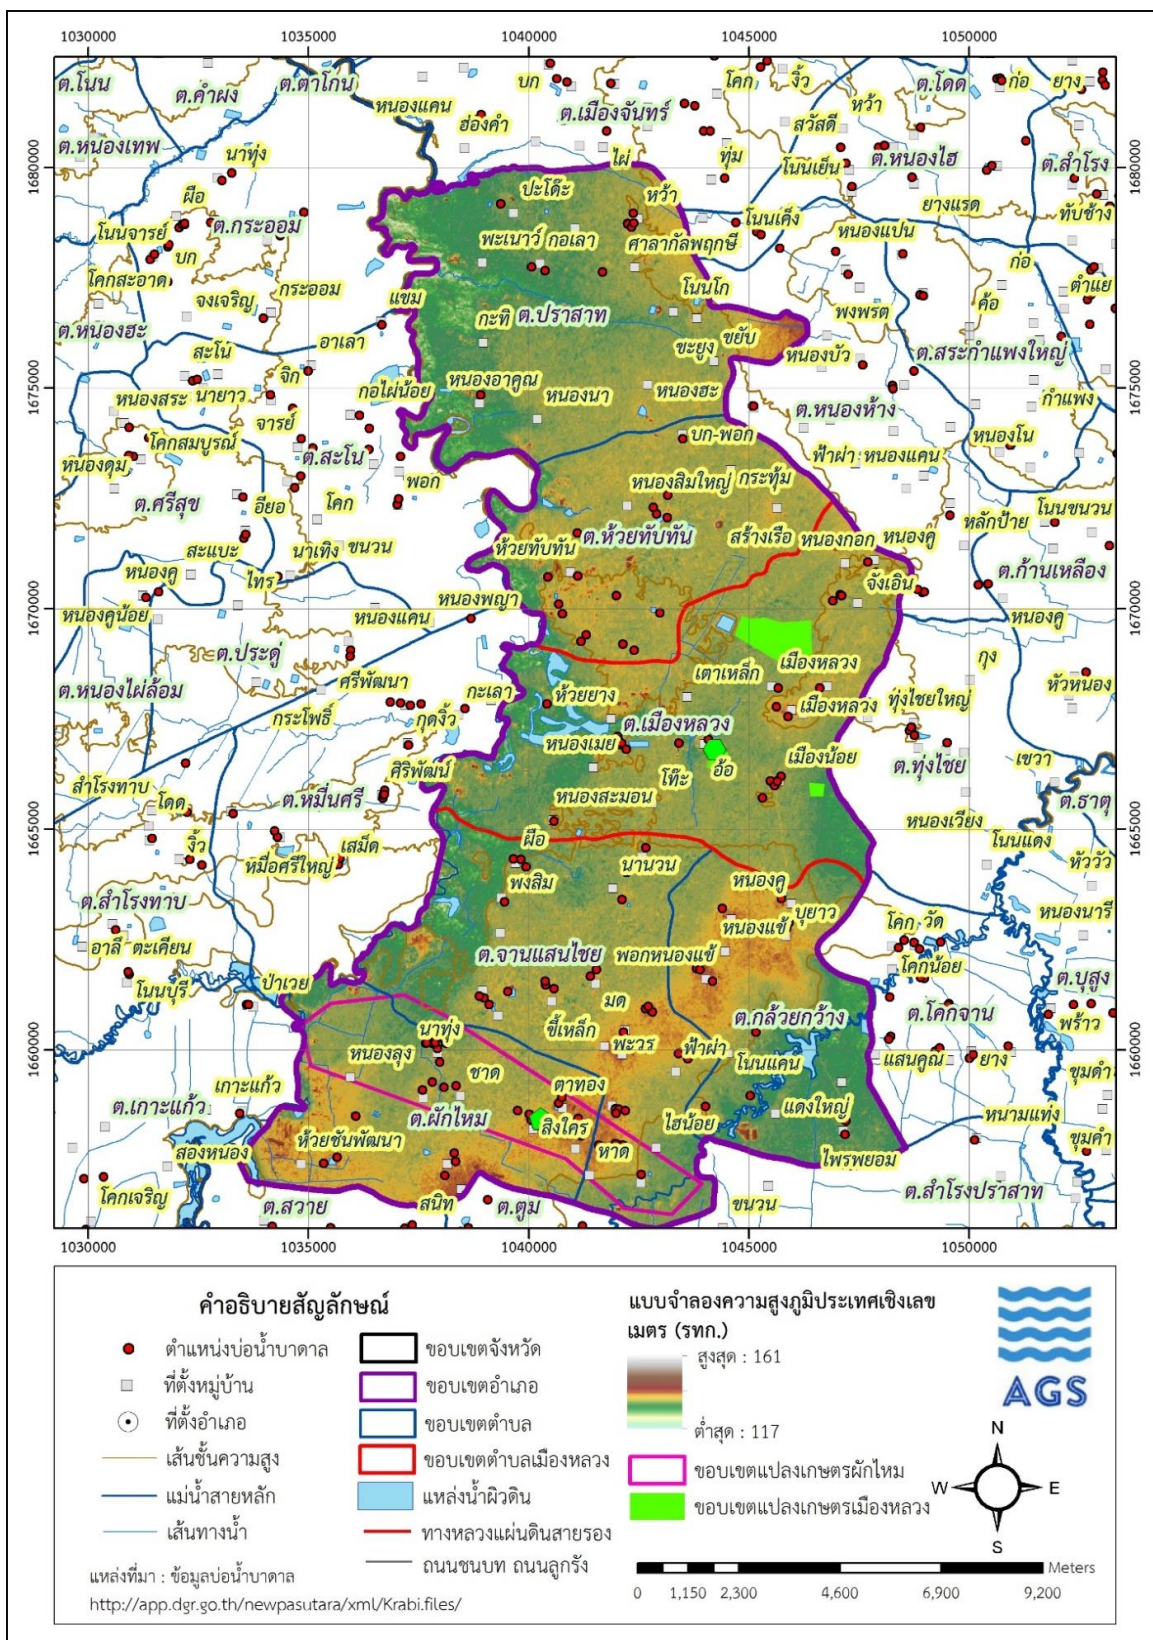 1030000 1035000 1040000 1045000 1050000
บก โคก งิ้ว ก่อ ยาง
ต.โนน ต.คำผง ต.ตาโกน ต.เมืองจันทร์ หว้า ต.โดด
หนองแคน ฮ่องคำ สวัสดี
ต.หนองเทพ นาทุ่ง ไผ่ ทุ่ม โนนเย็น ต.หนองไฮ ต.สำโรง
1680000 1680000
ผือ ปะโด๊ะ หว้า ยางแรด ทับช้าง
โนนจารย์ ต.กระออม พะเนาว์ กอเลา ศาลากัลพฤกษ์ โนนเค็ง หนองแปน
บก ก่อ
โคกสะอาด จงเจริญ กระออม แขม โนนโก ค้อ ตำแย
ต.หนองฮะ อาเลา กะทิ ต.ปราสาท พงพรต
สะโน ขะยูง ขยับ หนองบัว ต.สระกำแพงใหญ่
1675000 1675000
หนองสระ นายาว จิก กอไผ่น้อย หนองอาคูณ หนองนา หนองฮะ กำแพง
จารย์ ต.หนองห้าง
โคกสมบูรณ์ บก-พอก หนองโน
หนองดุม ต.สะโน พอก ฟ้าผ่า หนองแคน
ต.ศรีสุข อียอ โคก หนองสิมใหญ่ กระทุ้ม หลักป้าย โนนขนวน
สะแบะ นาเทิง ขนวน ห้วยทับทัน ต.ห้วยทับทัน สร้างเรือ หนองกอก หนองคู
หนองคู ไทร จังเอิน ต.ก้านเหลือง
1670000 1670000
หนองคูน้อย หนองแคน หนองพญา หนองคู
ต.ประดู่ เตาเหล็ก เมืองหลวง กุง
ต.หนองไผ่ล้อม ศรีพัฒนา กะเลา ห้วยยาง เมืองหลวง ทุ่งไชยใหญ่ หัวหนอง
กระโพธิ์ กุดงิ้ว ต.เมืองหลวง
หนองเมย อ้อ เมืองน้อย ต.ทุ่งไชย เขวา
สำโรงทาบ ศิริพัฒน์ โท๊ะ
โดด ต.หมื่นศรี หนองสะมอน หนองเวียง ต.ธาตุ
1665000 1665000
งิ้ว หมื่อศรีใหญ่ เสม็ด ผือ นานวน โนนแดง หัววัว
พงสิม หนองคู
ต.สำโรงทาบ บุยาว โคก วัด หนองนารี
อาลี ตะเคียน ต.จานแสนไชย พอกหนองแข้ หนองแข้
โนนบุรี ป่าเวย โคกน้อย ต.บุสูง
มด ต.กล้วยกว้าง ต.โคกจาน พร้าว
นาทุ่ง ขี้เหล็ก พะวร ฟ้าผ่า
1660000 1660000
หนองลุง ชาด โนนแคน แสนคูณ ยาง ขุมดำ
เกาะแก้ว ตาทอง
ต.เกาะแก้ว ต.ผักไหม สิงใคร ไฮน้อย แดงใหญ่ หนามแท่ง
สองหนอง ห้วยชันพัฒนา หาด ไพรพยอม ขุมคำ
โคกเจริญ ต.สวาย สนิท ต.ตูม ขนวน ต.สำโรงปราสาท
1030000 1035000 1040000 1045000 1050000
คำอธิบายสัญลักษณ์
ตำแหน่งบ่อน้ำบาดาล
ที่ตั้งหมู่บ้าน
ที่ตั้งอำเภอ
เส้นชั้นความสูง
แม่น้ำสายหลัก
เส้นทางน้ำ
ขอบเขตจังหวัด
ขอบเขตอำเภอ
ขอบเขตตำบล
ขอบเขตตำบลเมืองหลวง
แหล่งน้ำผิวดิน
ทางหลวงแผ่นดินสายรอง
ถนนชนบท ถนนลูกรัง
แบบจำลองความสูงภูมิประเทศเชิงเลข
เมตร (รทก.)
สูงสุด : 161
ต่ำสุด : 117
ขอบเขตแปลงเกษตรผักไหม
ขอบเขตแปลงเกษตรเมืองหลวง
AGS
N
W E
S
Meters
0 1,150 2,300 4,600 6,900 9,200
แหล่งที่มา : ข้อมูลบ่อน้ำบาดาล
http://app.dgr.go.th/newpasutara/xml/Krabi.files/